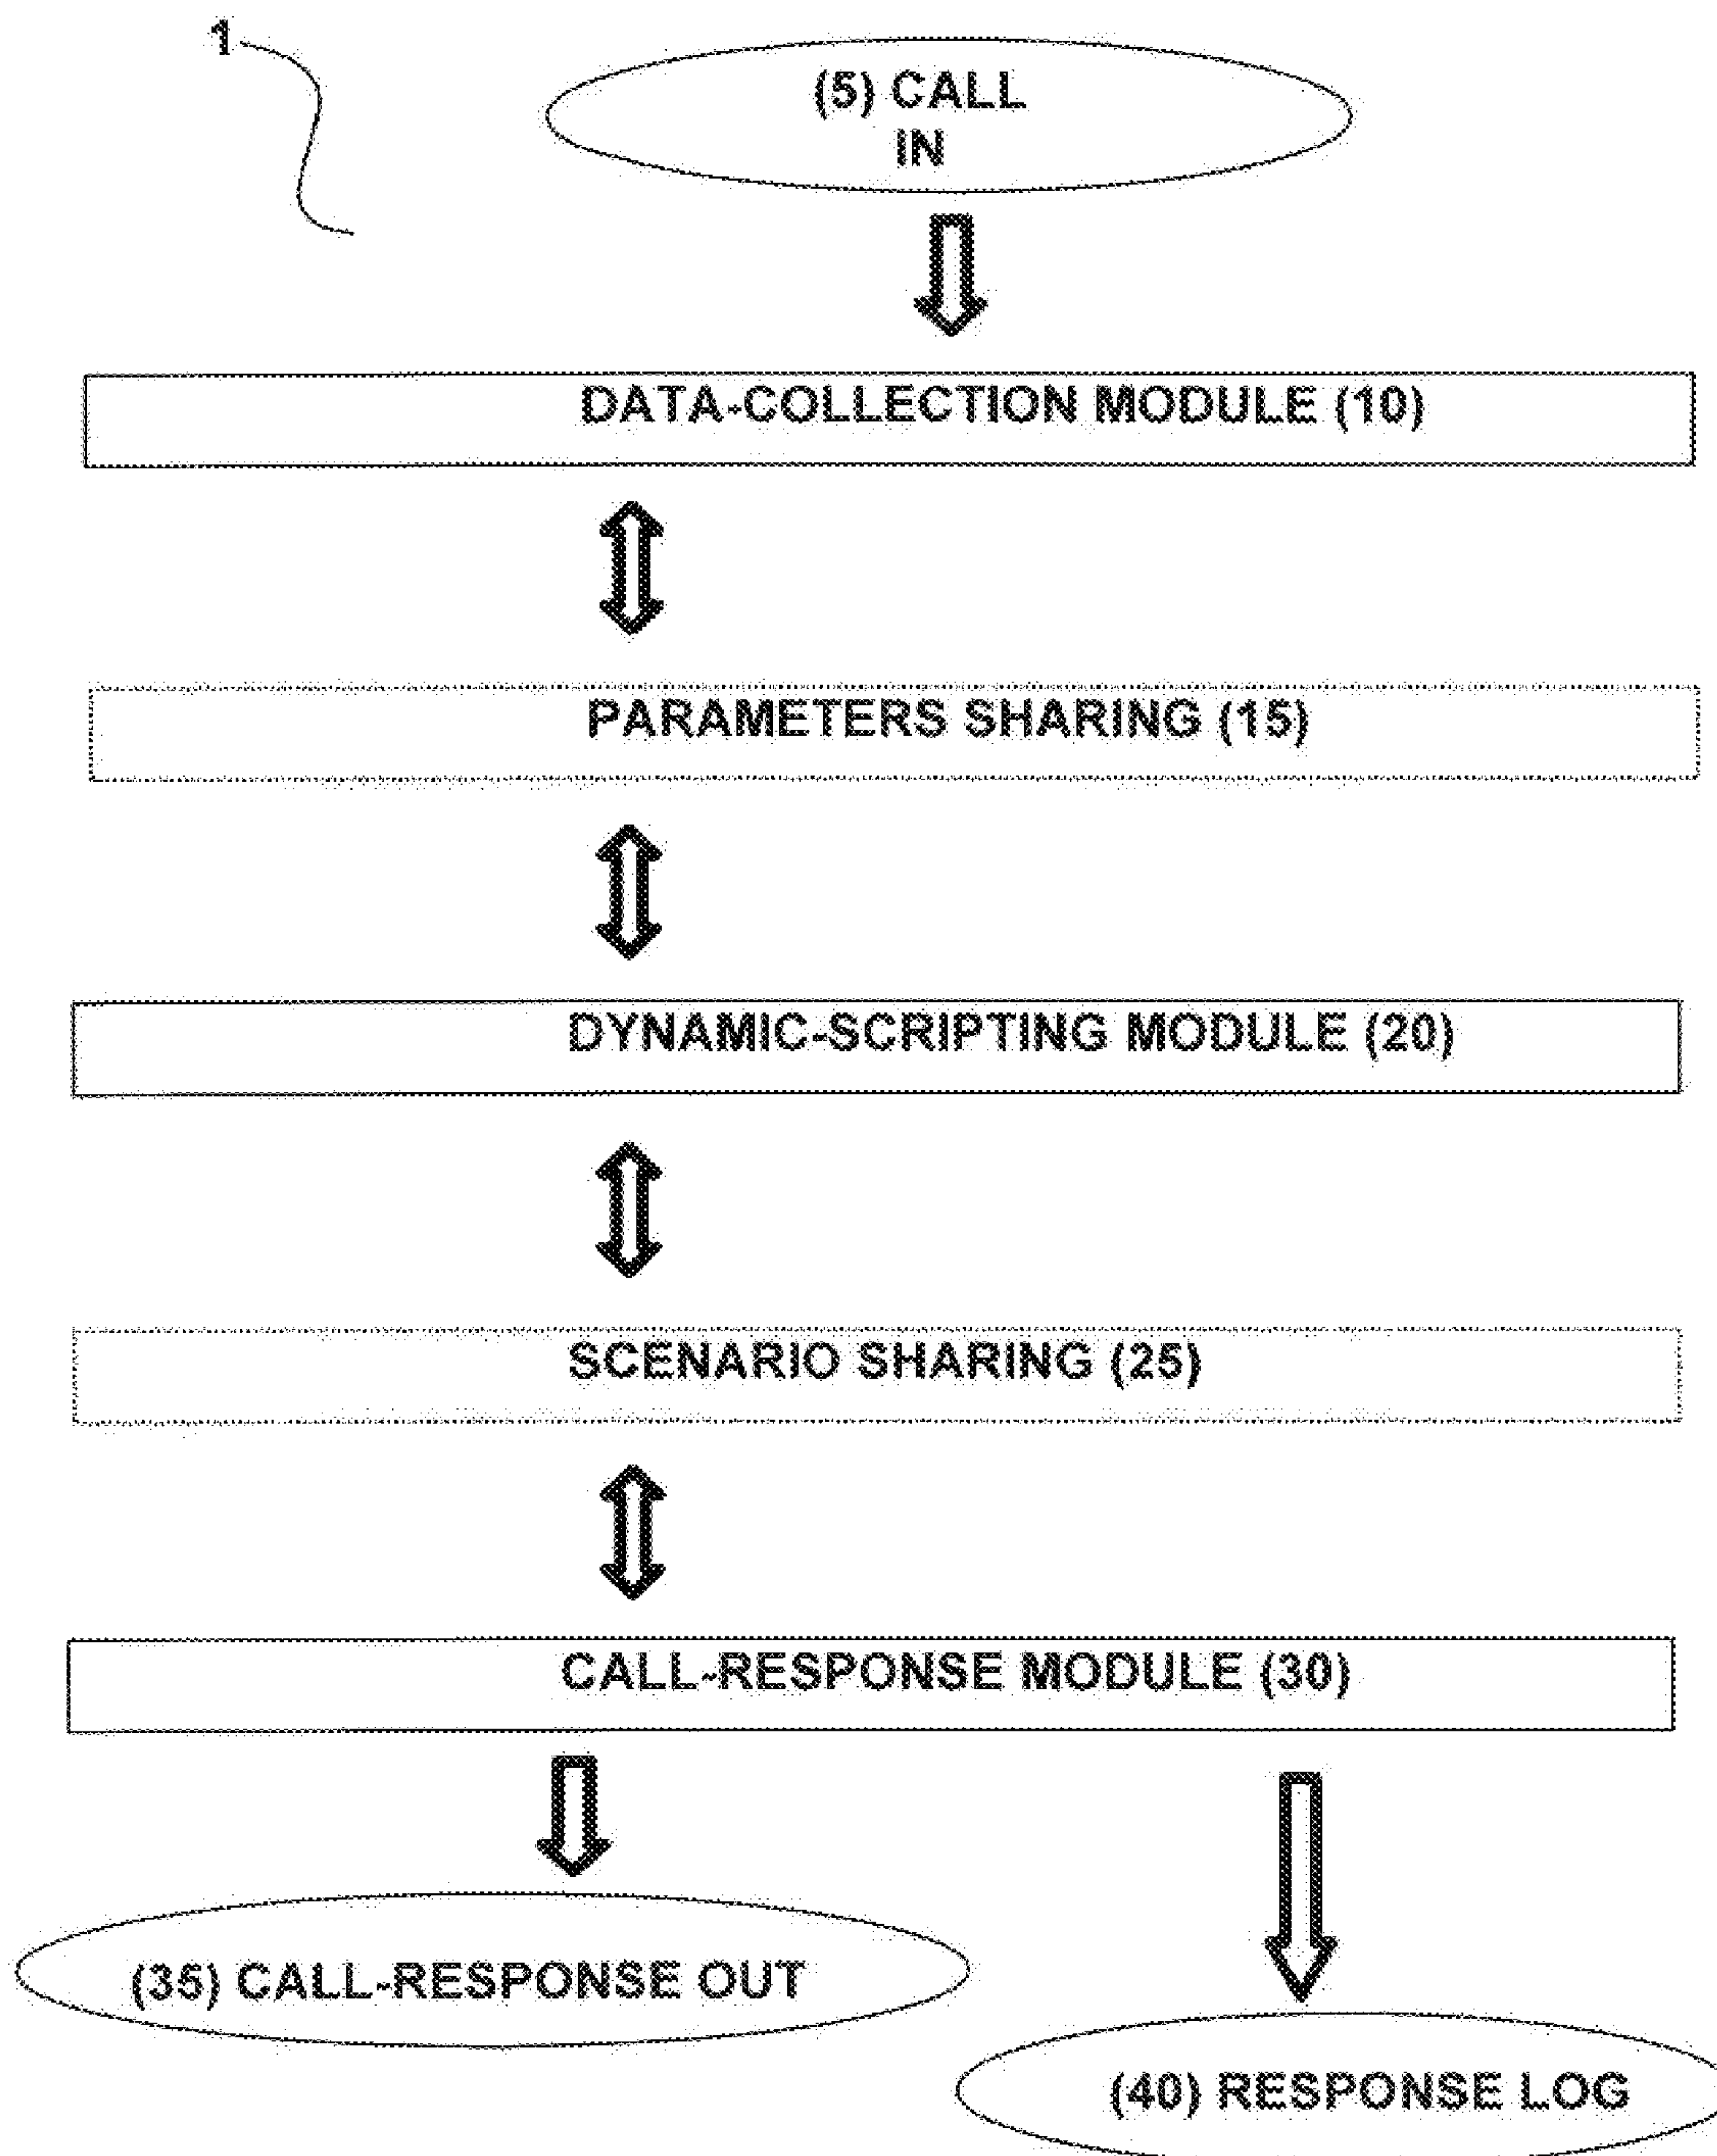 1
(5) CALL
IN
DATA-COLLECTION MODULE (10)
PARAMETERS SHARING (15)
DYNAMIC-SCRIPTING MODULE (20)
SCENARIO SHARING (25)
CALL-RESPONSE MODULE (30)
(35) CALL-RESPONSE OUT
(40) RESPONSE LOG